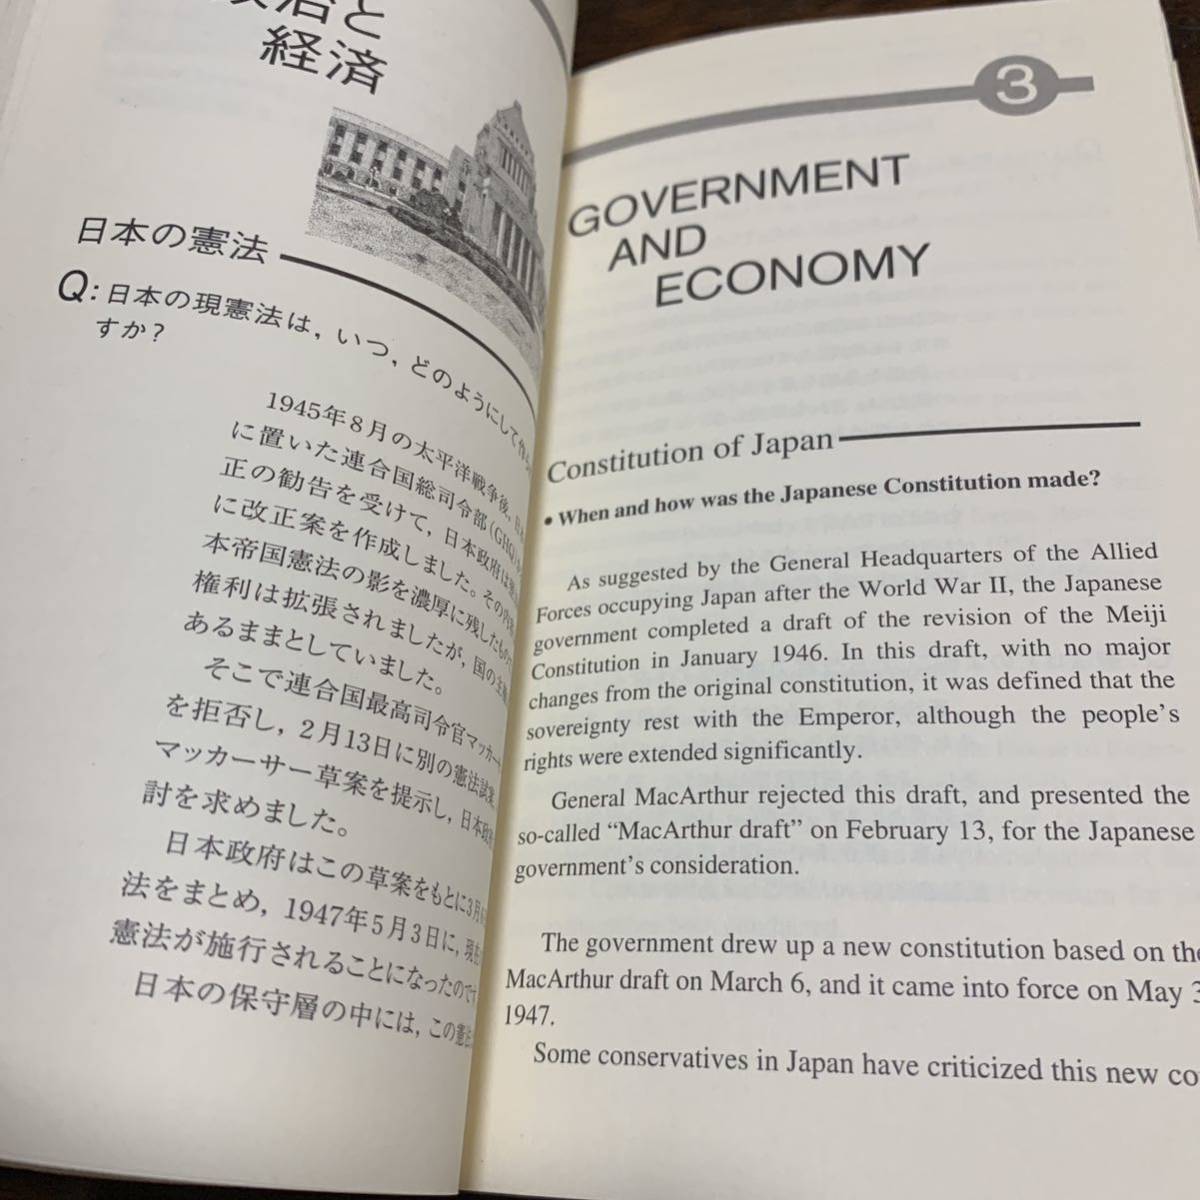 政治と
経済
日本の憲法
Q:日本の現憲法は,いつ,どのようにして作ら
すか?
1945年8月の太平洋戦争後,日本
に置いた連合国総司令部(GHQ)
正の勧告を受けて,日本政府は
に改正案を作成しました。その内容
本帝国憲法の影を濃厚に残したもので
権利は拡張されましたが,国の主
あるままとしていました。
そこで連合国最高司令官マッカー
を拒否し,2月13日に別の憲法試案
マッカーサー草案を提示し,日本政府
討を求めました。
日本政府はこの草案をもとに3月6
法をまとめ,1947年5月3日に,現在
憲法が施行されることになったのです
日本の保守層の中には,この憲法
3
GOVERNMENT
AND
ECONOMY
Constitution of Japan
• When and how was the Japanese Constitution made?
As suggested by the General Headquarters of the Allied
Forces occupying Japan after the World War II, the Japanese
government completed a draft of the revision of the Meiji
Constitution in January 1946. In this draft, with no major
changes from the original constitution, it was defined that the
sovereignty rest with the Emperor, although the people's
rights were extended significantly.
General MacArthur rejected this draft, and presented the
so-called “MacArthur draft” on February 13, for the Japanese
government's consideration.
The government drew up a new constitution based on the
MacArthur draft on March 6, and it came into force on May 3
1947.
Some conservatives in Japan have criticized this new co